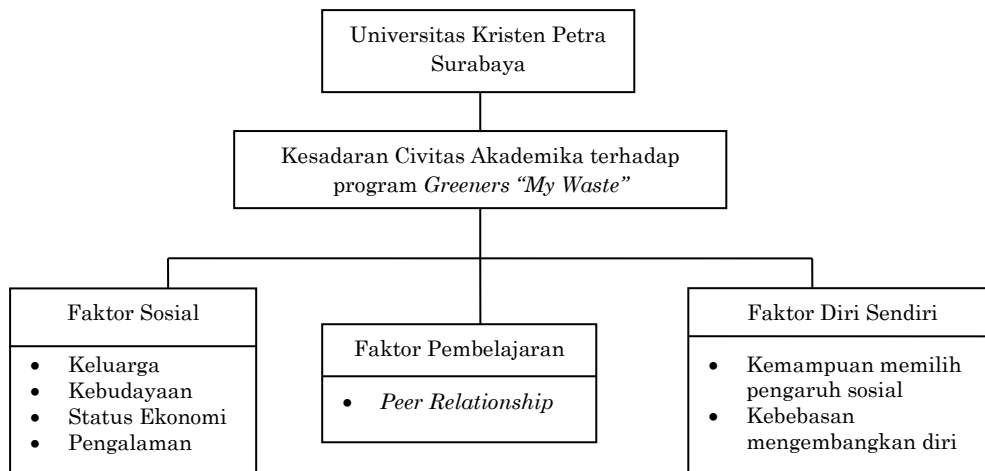 Universitas Kristen Petra
Surabaya
Kesadaran Civitas Akademika terhadap
program Greeners “My Waste”
Faktor Sosial
• Keluarga
• Kebudayaan
• Status Ekonomi
• Pengalaman
Faktor Pembelajaran
• Peer Relationship
Faktor Diri Sendiri
• Kemampuan memilih
pengaruh sosial
• Kebebasan
mengembangkan diri